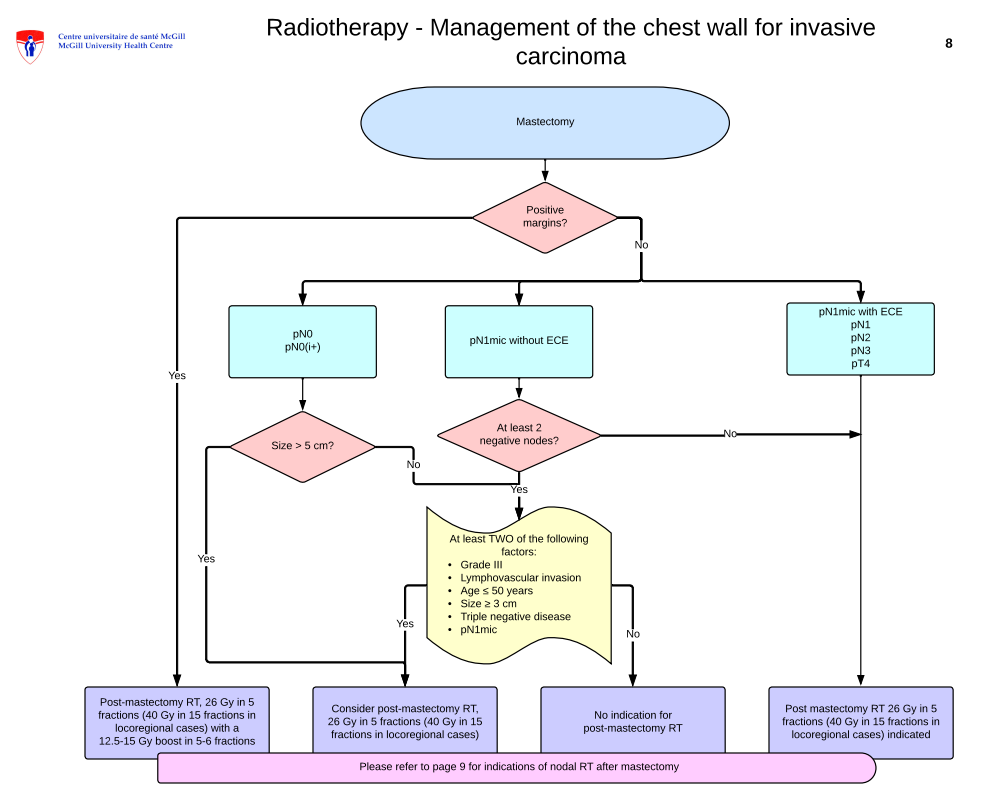 Centre universitaire de santé McGill
McGill University Health Centre
Radiotherapy - Management of the chest wall for invasive
carcinoma
8
Mastectomy
Positive
margins?
No
Yes
pN0
pN0(i+)
pN1mic without ECE
pN1mic with ECE
pN1
pN2
pN3
pT4
Size > 5 cm?
At least 2
negative nodes?
No
No
Yes
Yes
At least TWO of the following
factors:
• Grade III
• Lymphovascular invasion
• Age ≤ 50 years
• Size ≥ 3 cm
• Triple negative disease
• pN1mic
Yes
No
Post-mastectomy RT, 26 Gy in 5
fractions (40 Gy in 15 fractions in
locoregional cases) with a
12.5-15 Gy boost in 5-6 fractions
Consider post-mastectomy RT,
26 Gy in 5 fractions (40 Gy in 15
fractions in locoregional cases)
No indication for
post-mastectomy RT
Post mastectomy RT 26 Gy in 5
fractions (40 Gy in 15 fractions in
locoregional cases) indicated
Please refer to page 9 for indications of nodal RT after mastectomy